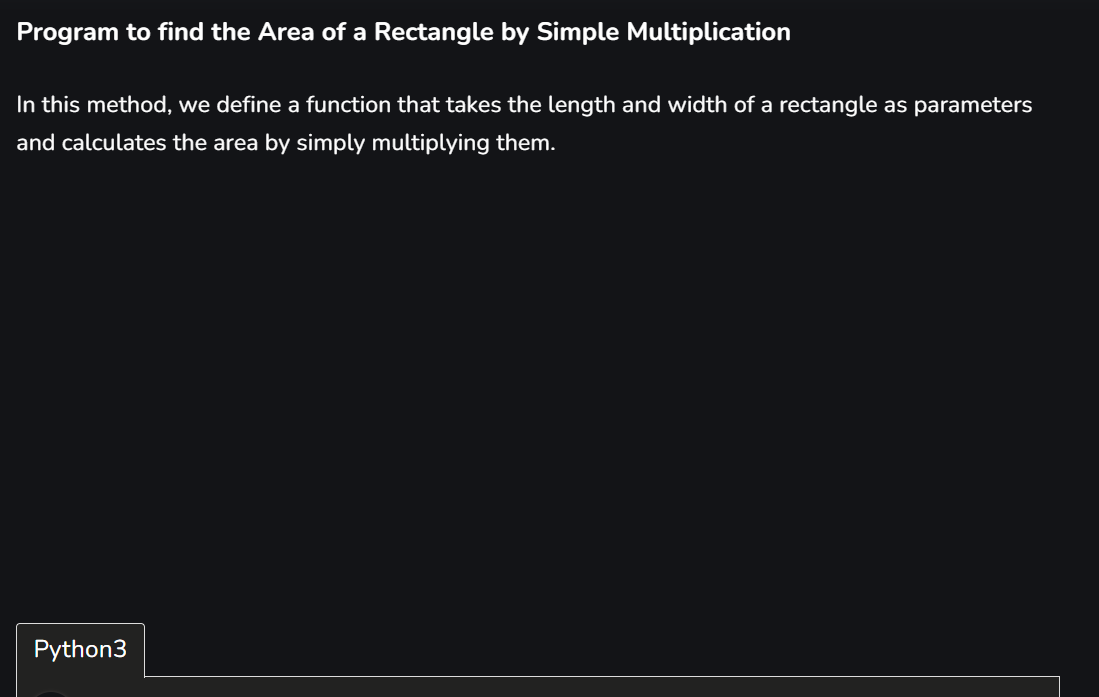 Program to find the Area of a Rectangle by Simple Multiplication
In this method, we define a function that takes the length and width of a rectangle as parameters
and calculates the area by simply multiplying them.
Python3